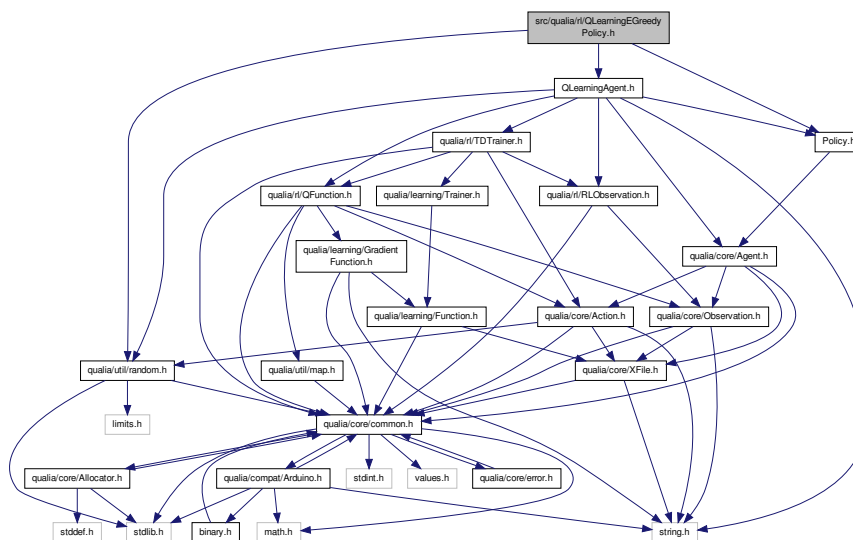 src/qualia/rl/QLearningEGreedy
Policy.h
QLearningAgent.h
qualia/rl/TDTrainer.h
Policy.h
qualia/rl/QFunction.h
qualia/learning/Trainer.h
qualia/rl/RLObservation.h
qualia/learning/Gradient
Function.h
qualia/core/Agent.h
qualia/learning/Function.h
qualia/core/Action.h
qualia/core/Observation.h
qualia/util/random.h
qualia/util/map.h
qualia/core/XFile.h
limits.h
qualia/core/common.h
qualia/core/Allocator.h
qualia/compat/Arduino.h
stdint.h
values.h
qualia/core/error.h
stddef.h
stdlib.h
binary.h
math.h
string.h